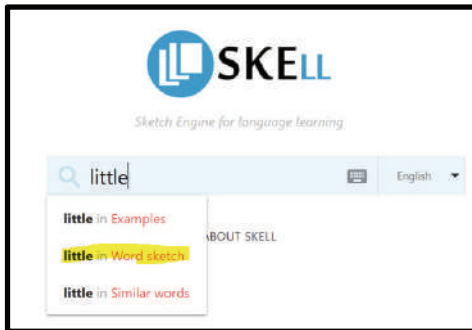 SKELL
Sketch Engine for language learning
little
English
little in Examples
little in Word sketch
ABOUT SKELL
little in Similar words